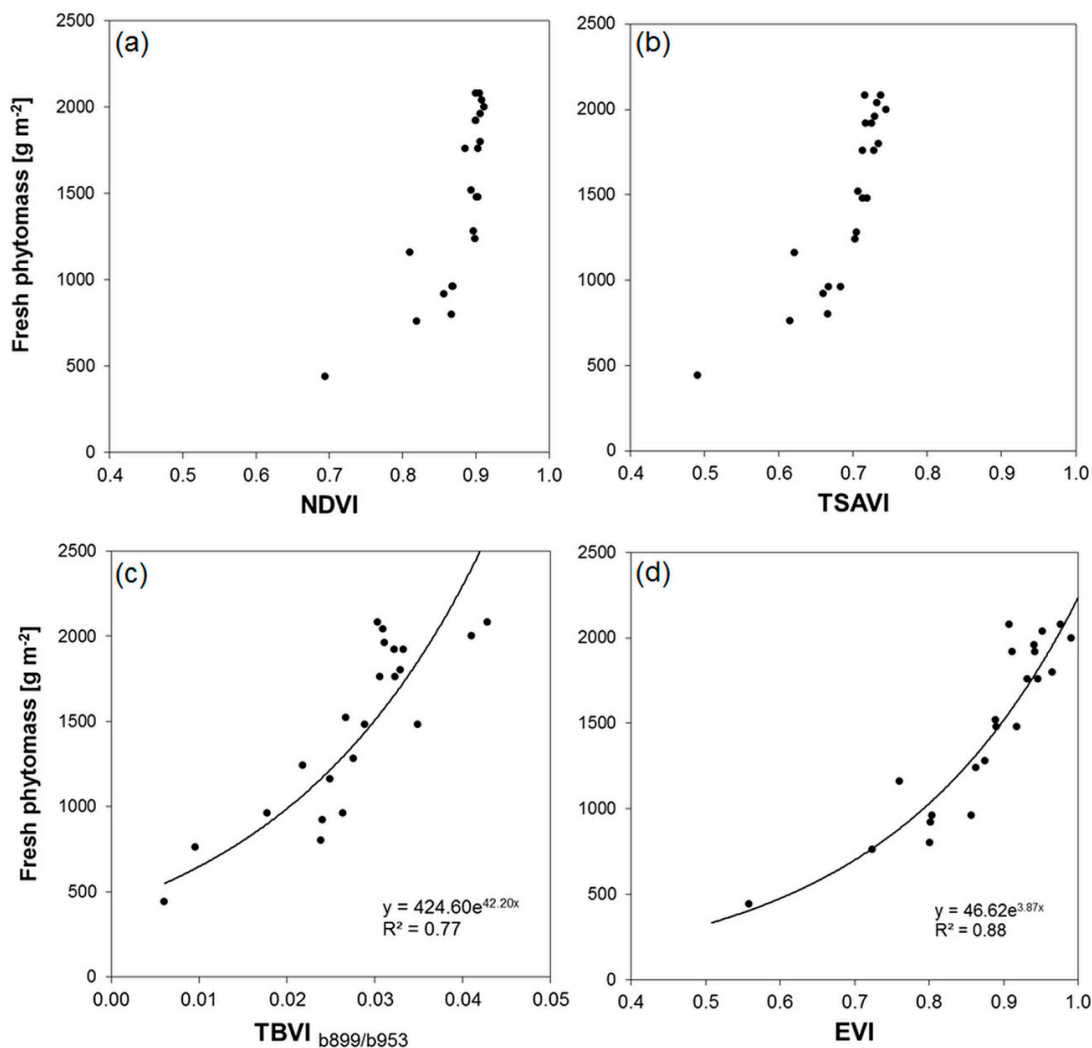 (a)
Fresh phytomass [g m-2]
2500
2000
1500
1000
500
0
0.4 0.5 0.6 0.7 0.8 0.9 1.0
NDVI
(b)
2500
2000
1500
1000
500
0
0.4 0.5 0.6 0.7 0.8 0.9 1.0
TSAVI
(c)
Fresh phytomass [g m-2]
2500
2000
1500
1000
500
0
y = 424.60e42.20x
R² = 0.77
0.00 0.01 0.02 0.03 0.04 0.05
TBVI b899/b953
(d)
2500
2000
1500
1000
500
0
y = 46.62e3.87x
R² = 0.88
0.4 0.5 0.6 0.7 0.8 0.9 1.0
EVI